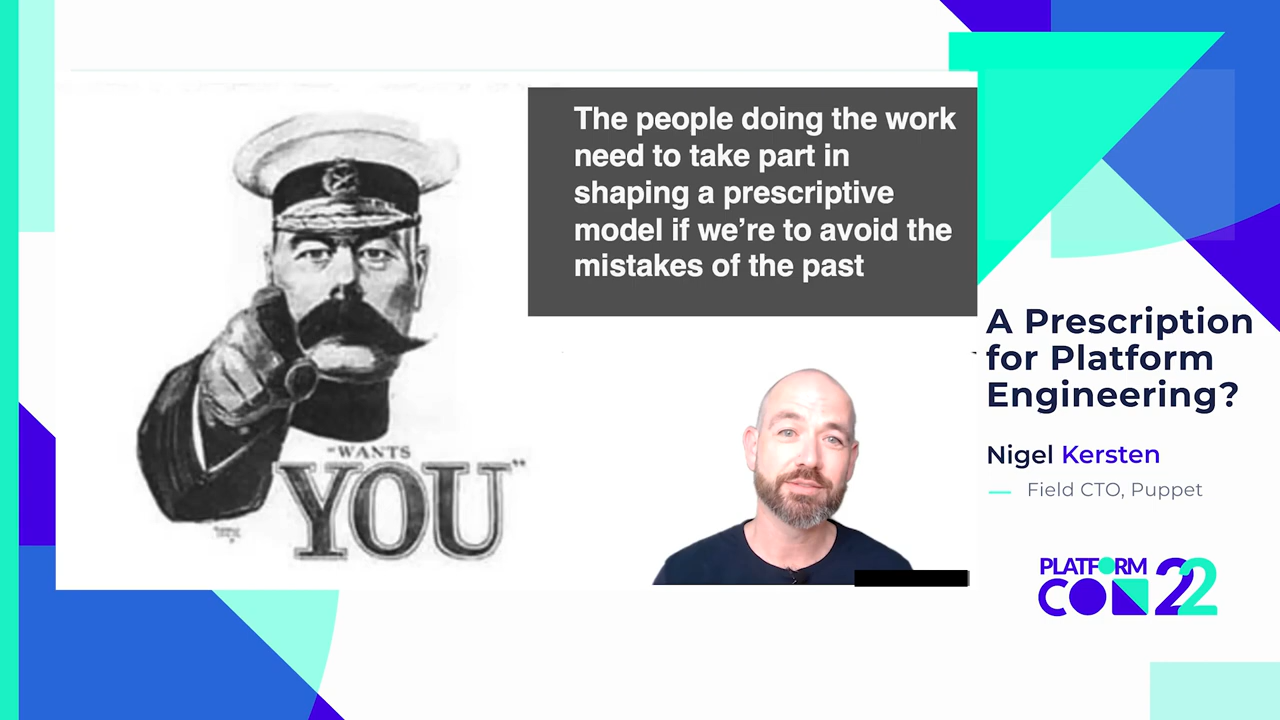 The people doing the work
need to take part in
shaping a prescriptive
model if we're to avoid the
mistakes of the past
"WANTS
YOU"
A Prescription
for Platform
Engineering?
Nigel Kersten
Field CTO, Puppet
PLATFORM
CON 22